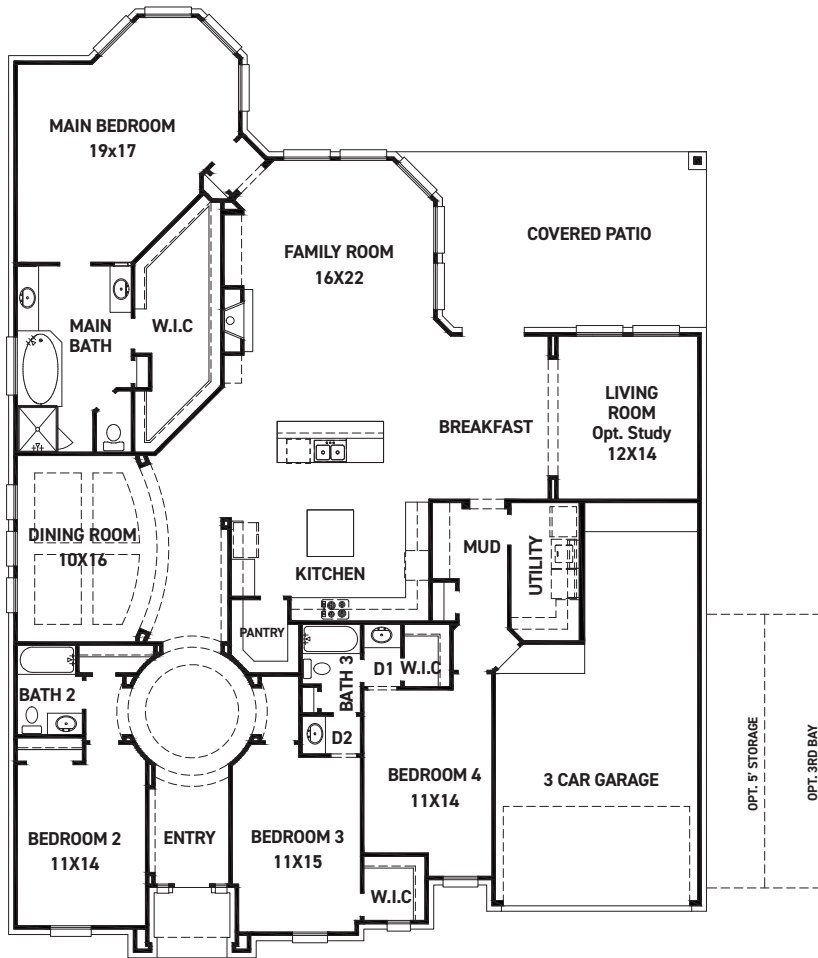 MAIN BEDROOM
19x17
FAMILY ROOM
16X22
COVERED PATIO
MAIN
BATH
W.I.C
LIVING
ROOM
Opt. Study
12X14
BREAKFAST
DINING ROOM
10X16
KITCHEN
MUD
UTILITY
PANTRY
BATH 2
BATH 3
D1
W.I.C
D2
BEDROOM 4
11X14
3 CAR GARAGE
OPT. 5' STORAGE
OPT. 3RD BAY
BEDROOM 2
11X14
ENTRY
BEDROOM 3
11X15
W.I.C